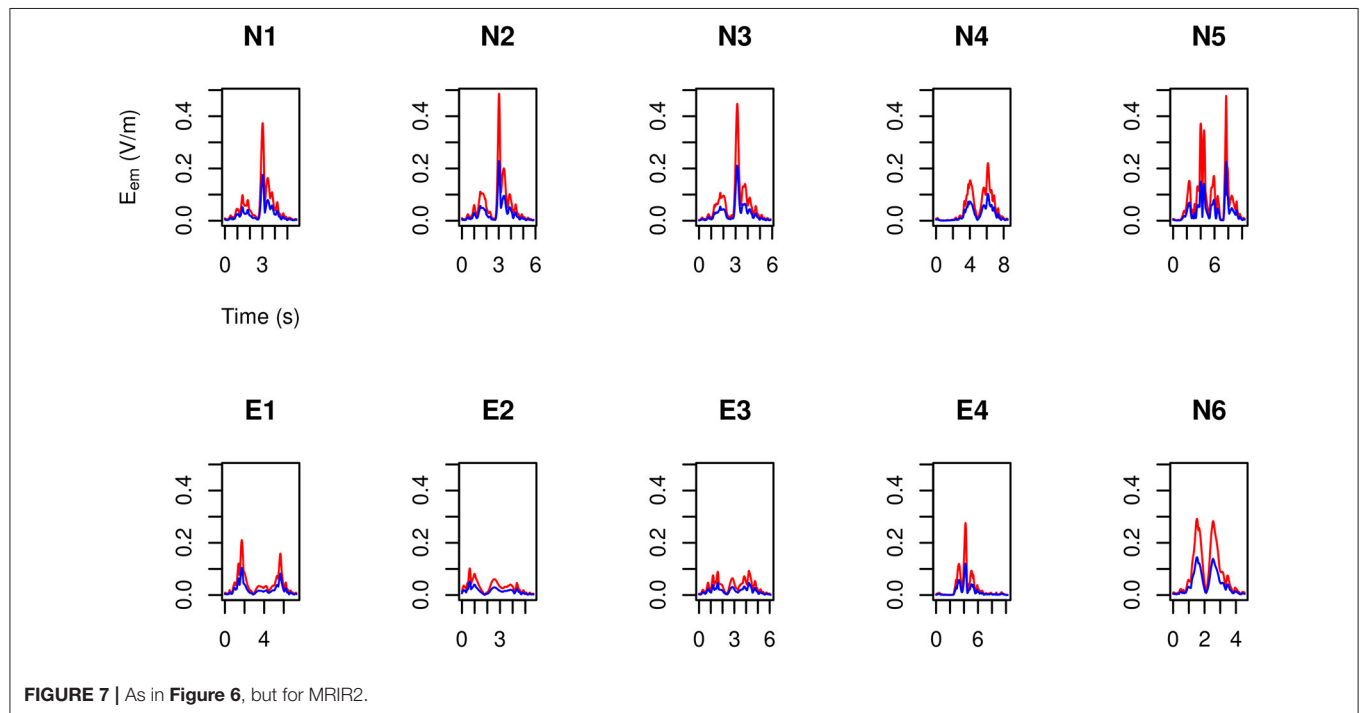 N1 N2 N3 N4 N5
E_em (V/m)
0.0 0.2 0.4 0.0 0.2 0.4 0.0 0.2 0.4 0.0 0.2 0.4 0.0 0.2 0.4
0 3 0 3 6 0 3 6 0 4 8 0 6
Time (s)
E1 E2 E3 E4 N6
0.0 0.2 0.4 0.0 0.2 0.4 0.0 0.2 0.4 0.0 0.2 0.4 0.0 0.2 0.4
0 4 0 3 0 3 6 0 6 0 2 4
FIGURE 7 | As in Figure 6, but for MRIR2.